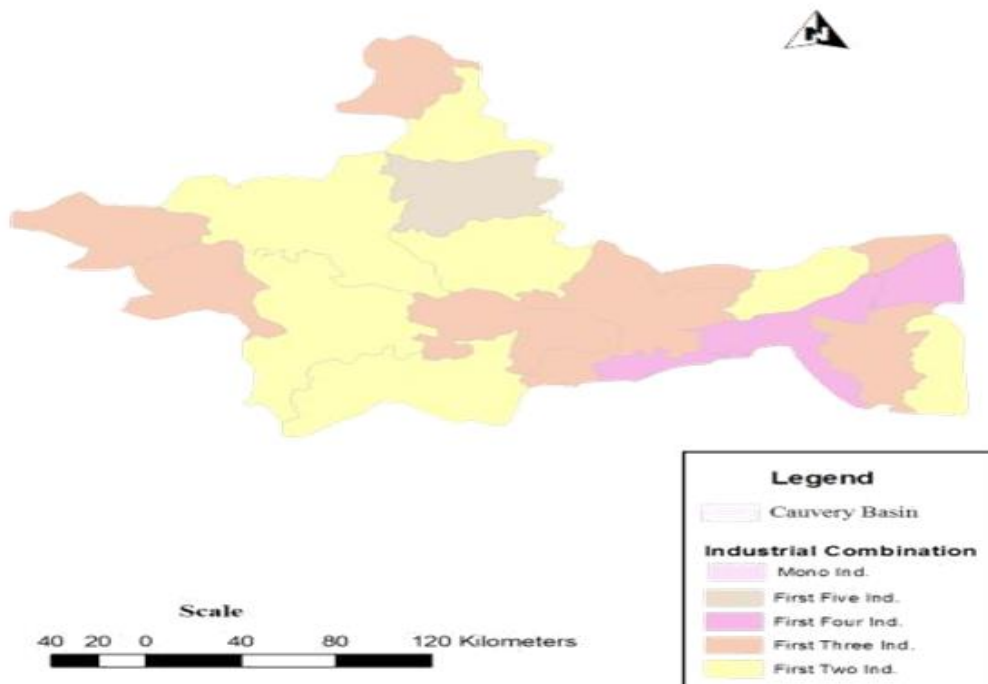 N
Legend
Cauvery Basin
Industrial Combination
Mono Ind.
First Five Ind.
First Four Ind.
First Three Ind.
First Two Ind.
Scale
40 20 0 40 80 120 Kilometers